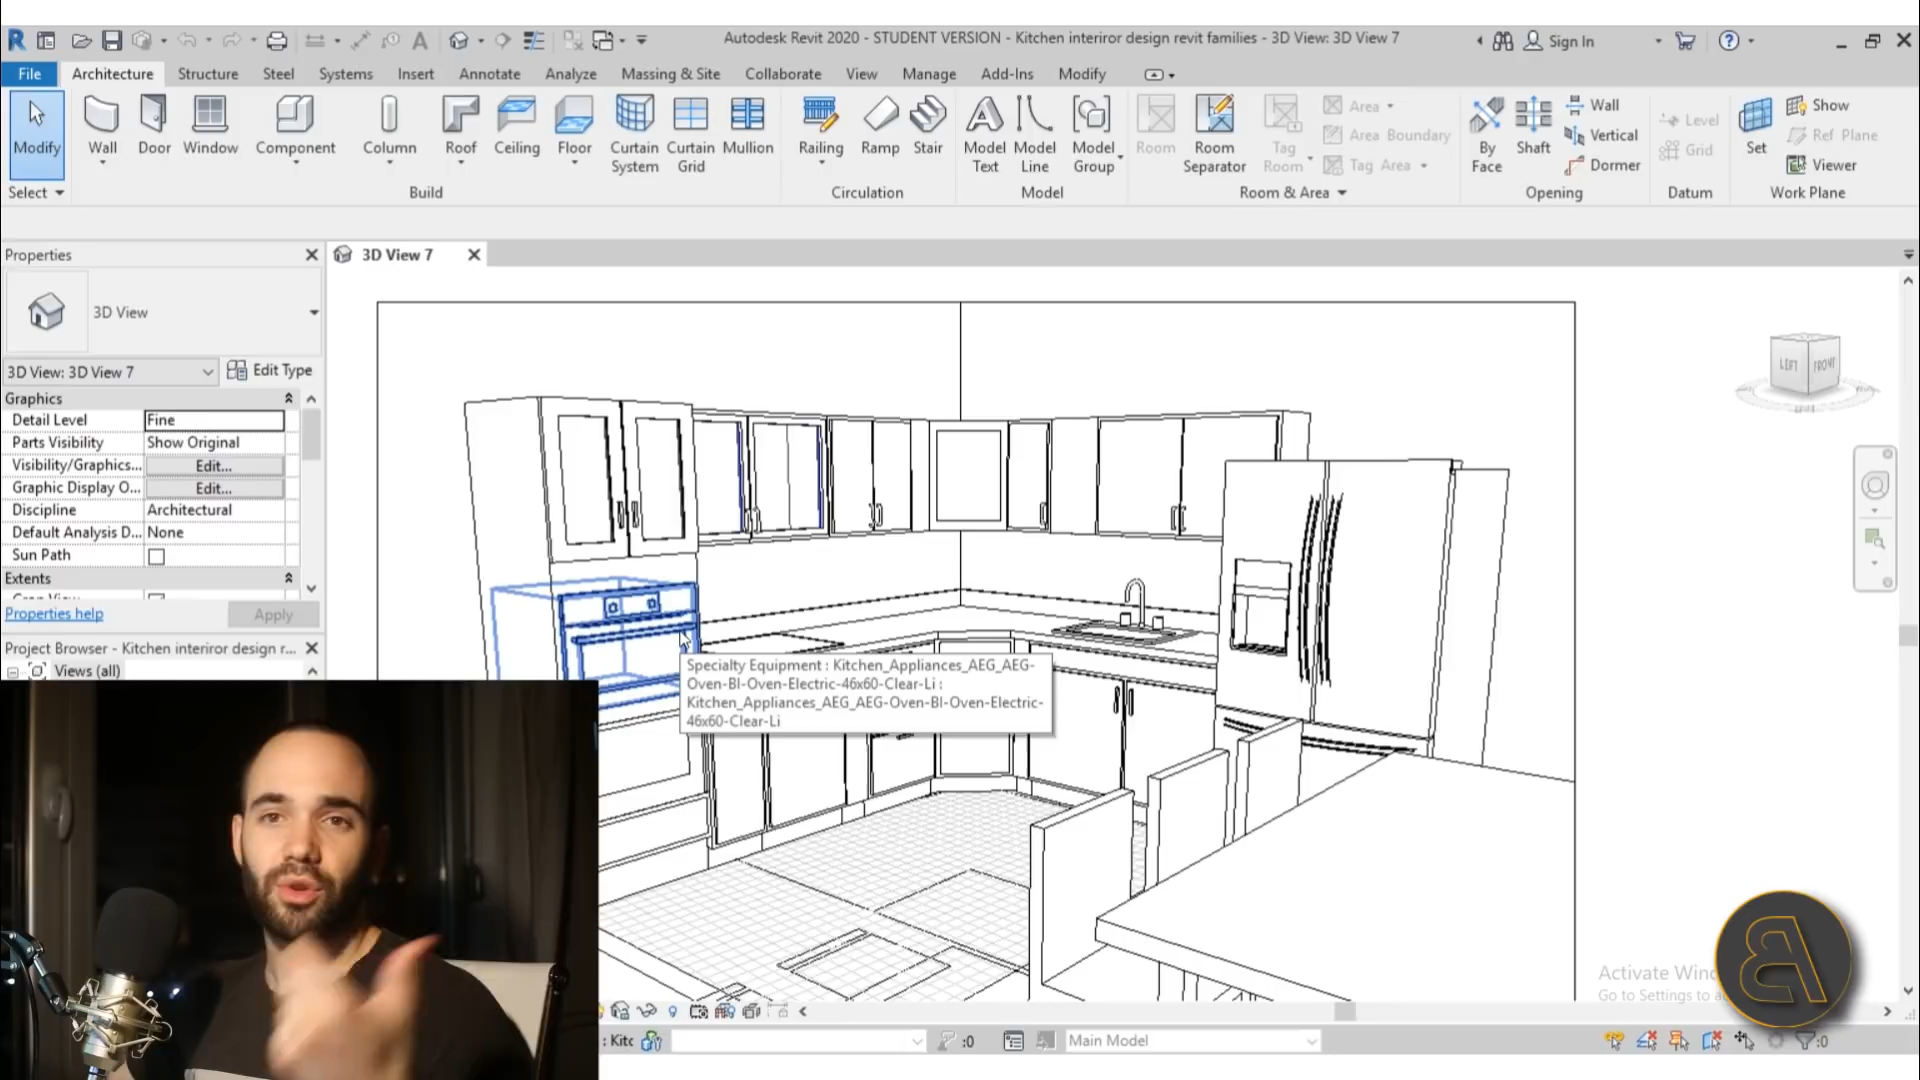 Autodesk Revit 2020 - STUDENT VERSION - Kitchen interiror design revit families - 3D View: 3D View 7
Sign In
File Architecture Structure Steel Systems Insert Annotate Analyze Massing & Site Collaborate View Manage Add-Ins Modify
Modify
Wall
Door
Window
Component
Column
Roof
Ceiling
Floor
Curtain System
Curtain Grid
Mullion
Railing
Ramp
Stair
Model Text
Model Line
Model Group
Room
Room Separator
Tag Room
Area
Area Boundary
Tag Area
By Face
Shaft
Wall
Vertical
Dormer
Level
Grid
Set
Show
Ref Plane
Viewer
Select
Build
Circulation
Model
Room & Area
Opening
Datum
Work Plane
Properties
3D View 7
3D View
3D View: 3D View 7
Edit Type
Graphics
Detail Level Fine
Parts Visibility Show Original
Visibility/Graphics... Edit...
Graphic Display O... Edit...
Discipline Architectural
Default Analysis D... None
Sun Path
Extents
Properties help
Apply
Project Browser - Kitchen interiror design r...
Views (all)
LEFT
FRONT
Specialty Equipment : Kitchen_Appliances_AEG_AEG-
Oven-BI-Oven-Electric-46x60-Clear-Li :
Kitchen_Appliances_AEG_AEG-Oven-BI-Oven-Electric-
46x60-Clear-Li
Activate Wind
Go to Settings to a
: Kitc
:0
Main Model
:0